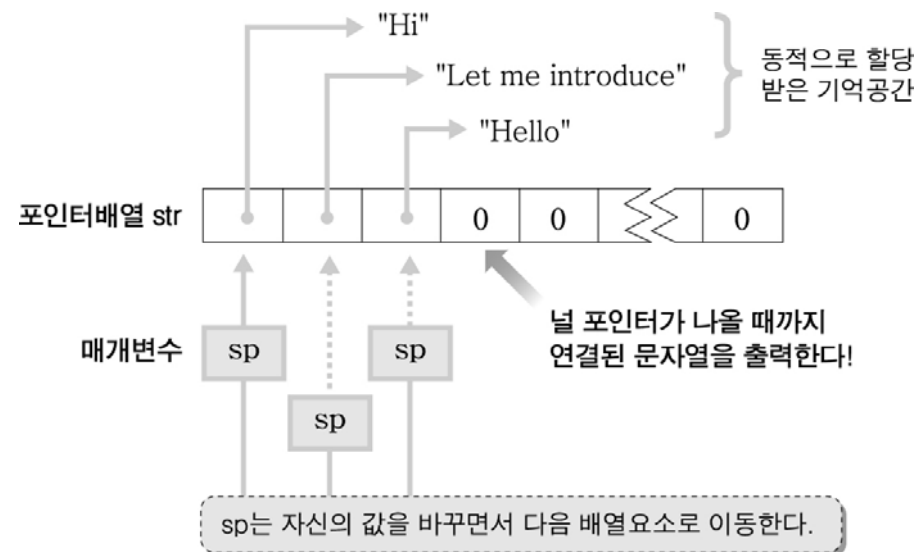 "Hi"
"Let me introduce"
"Hello"
동적으로 할당
받은 기억공간
포인터배열 str
0 0 0
널 포인터가 나올 때까지
연결된 문자열을 출력한다!
매개변수
sp sp
sp
sp는 자신의 값을 바꾸면서 다음 배열요소로 이동한다.